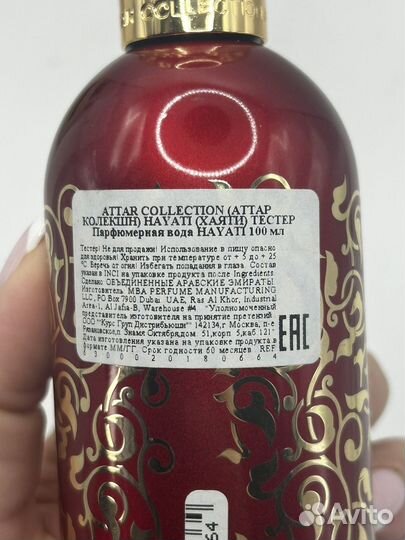 COLLECTION
ATTAR COLLECTION (АТТАР
КОЛЕКШН) HAYATI (ХАЯТИ) ТЕСТЕР
Парфюмерная вода HAYATI 100 мл
Тестер! Не для продажи! Использование в пищу опасно
для здоровья! Хранить при температуре от + 5 до + 25
°С. Беречь от огня! Избегать попадания в глаза. Состав
указан в INCI на упаковке продукта после Ingredients.
Сделано: ОБЪЕДИНЕННЫЕ АРАБСКИЕ ЭМИРАТЫ.
Изготовитель: MBA PERFUME MANUFACTURING
LLC, PO Box 7900 Dubai UAE, Ras Al Khor, Industrial
Area-1, Al Jafla-B, Warehouse #4 "Уполномоченный
представитель изготовителя на принятие претензий:
ООО "Курс Груп Дистрибьюшн" 142134,г Москва, п-е
Рязановское,п Знамя Октября,дом 51,корп 5,каб.121"
Дата изготовления указана на упаковке продукта в
формате ММ/ГГ. Срок годности 60 месяцев. REF
6300020180664
EAC
64
Avito